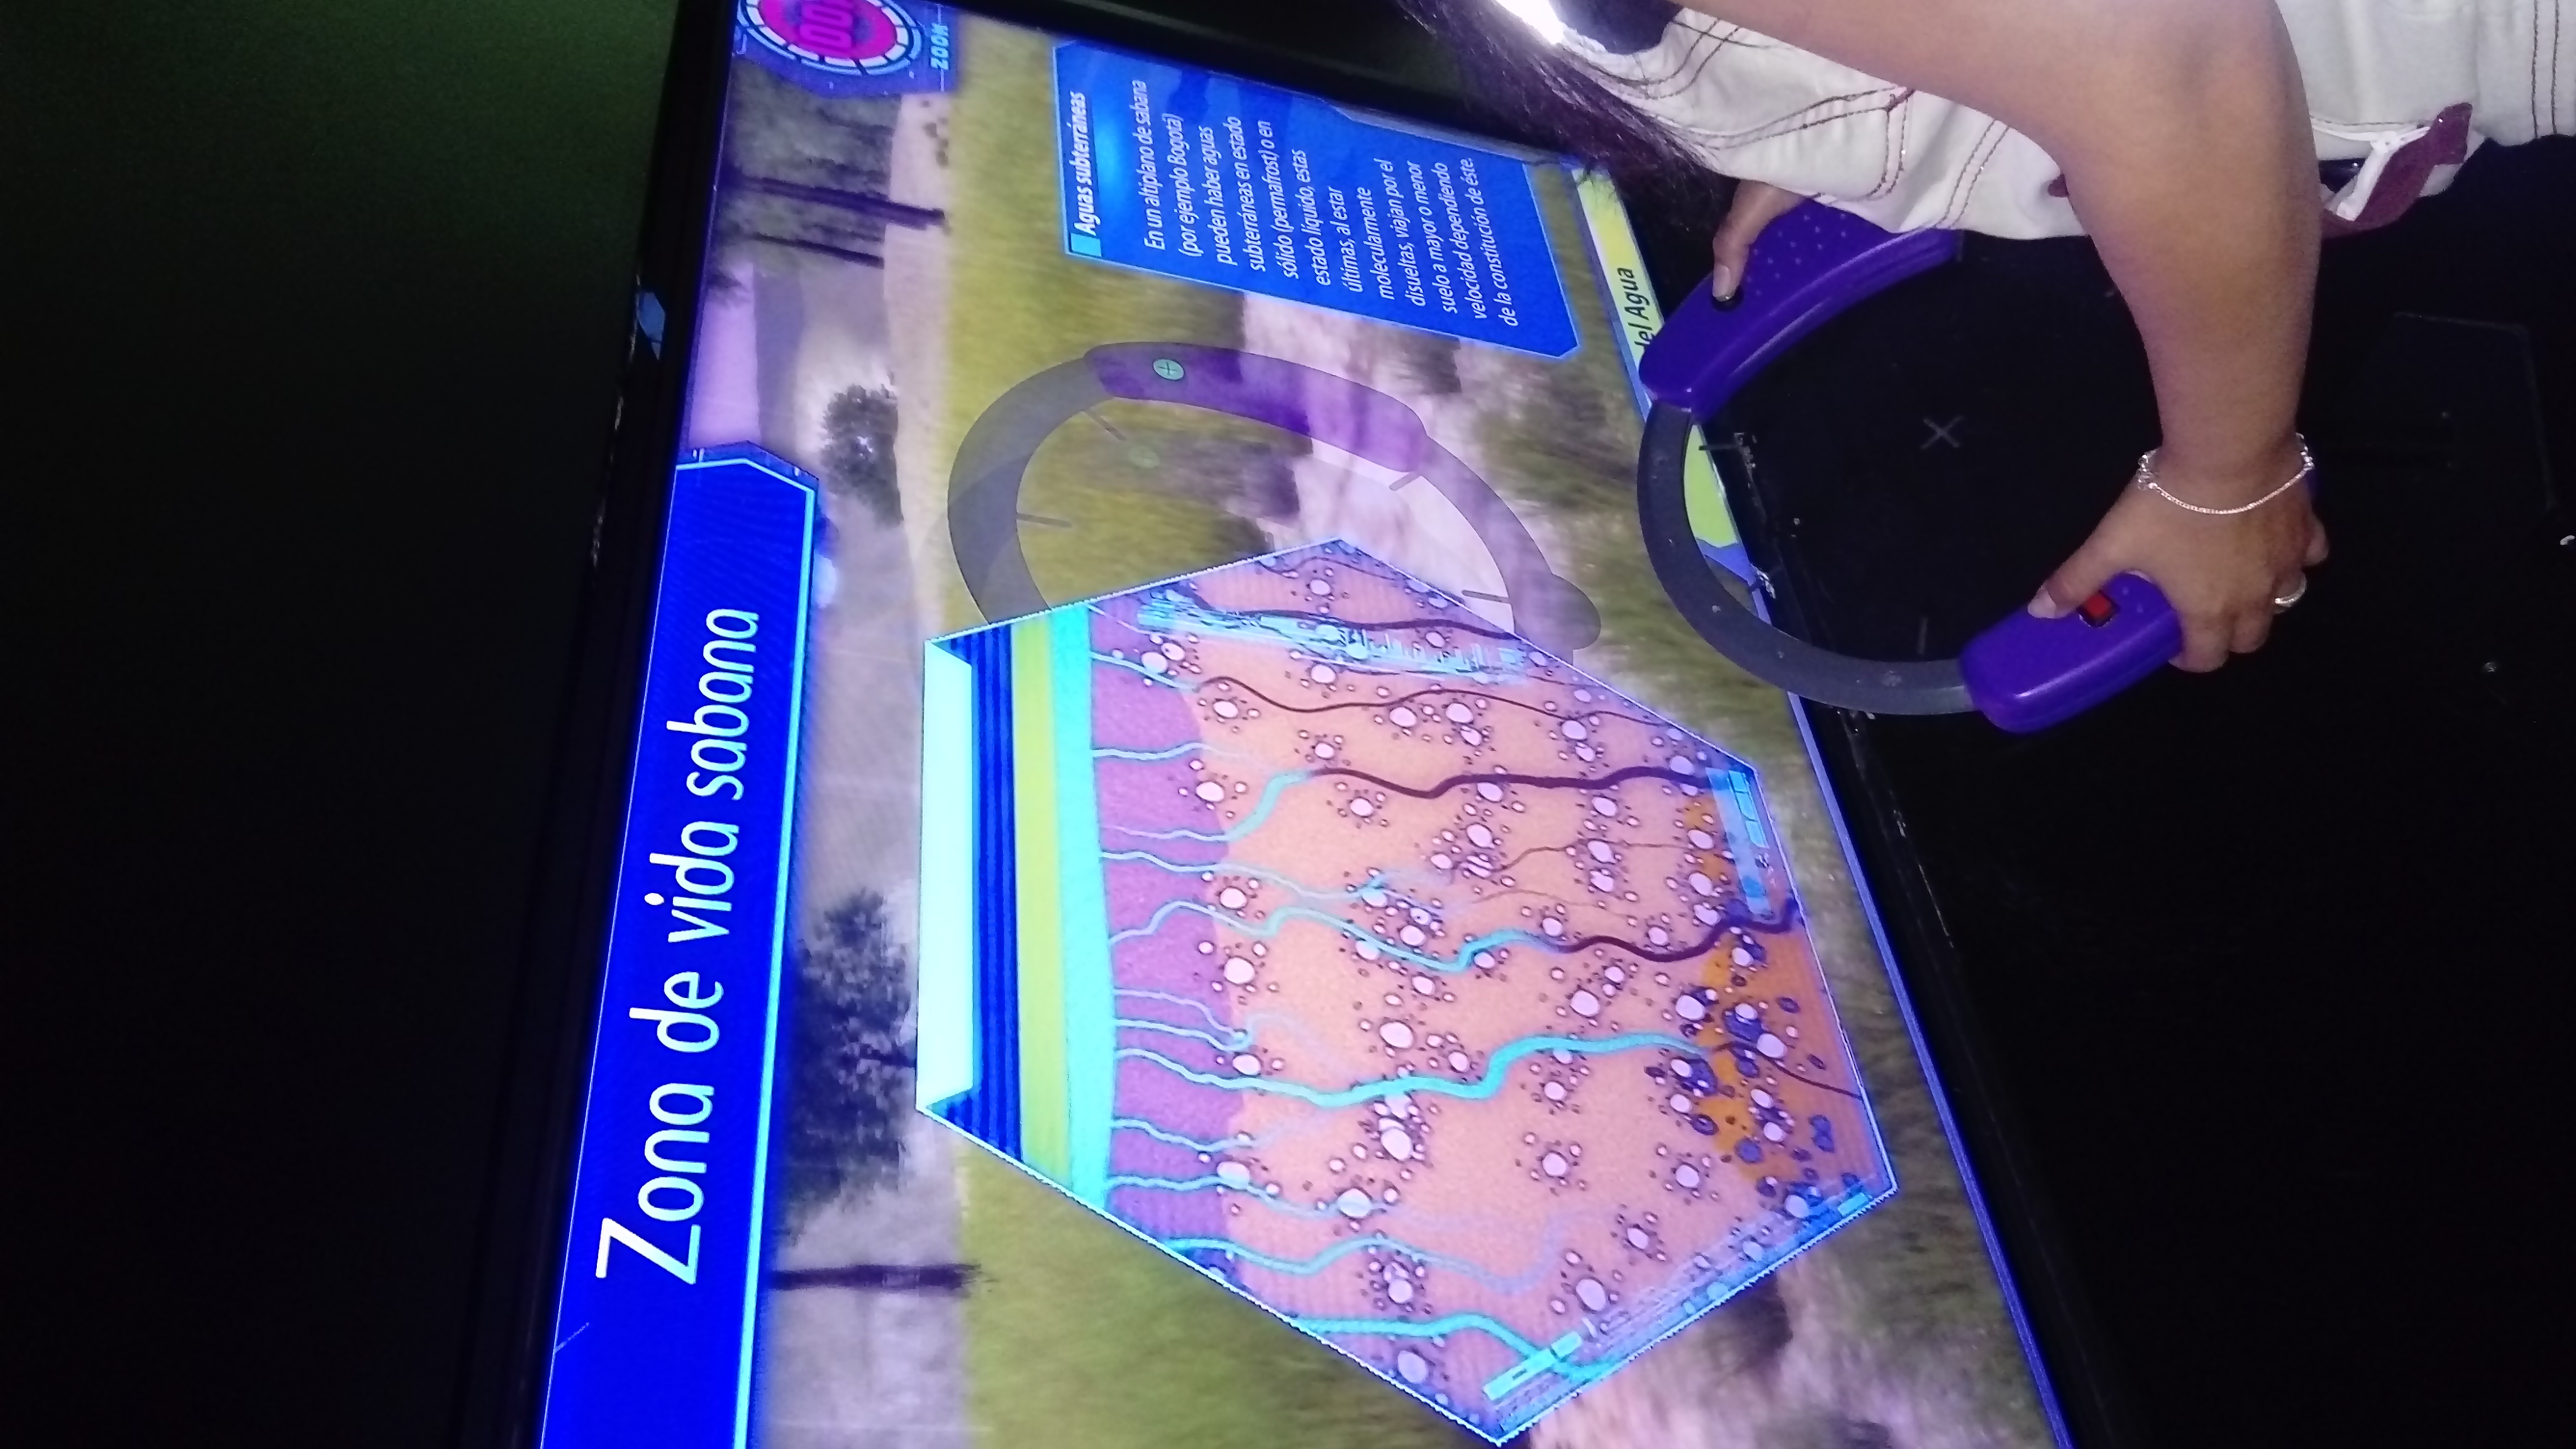 Zona de vida sabana
ZOOM
Aguas subterráneas
En un altiplano de sabana
(por ejemplo Bogotá)
pueden haber aguas
subterráneas en estado
sólido (permafrost) o en
estado líquido, estas
últimas, al estar
molecularmente
disueltas, viajan por el
suelo a mayor o menor
velocidad dependiendo
de la constitución de éste.
del Agua